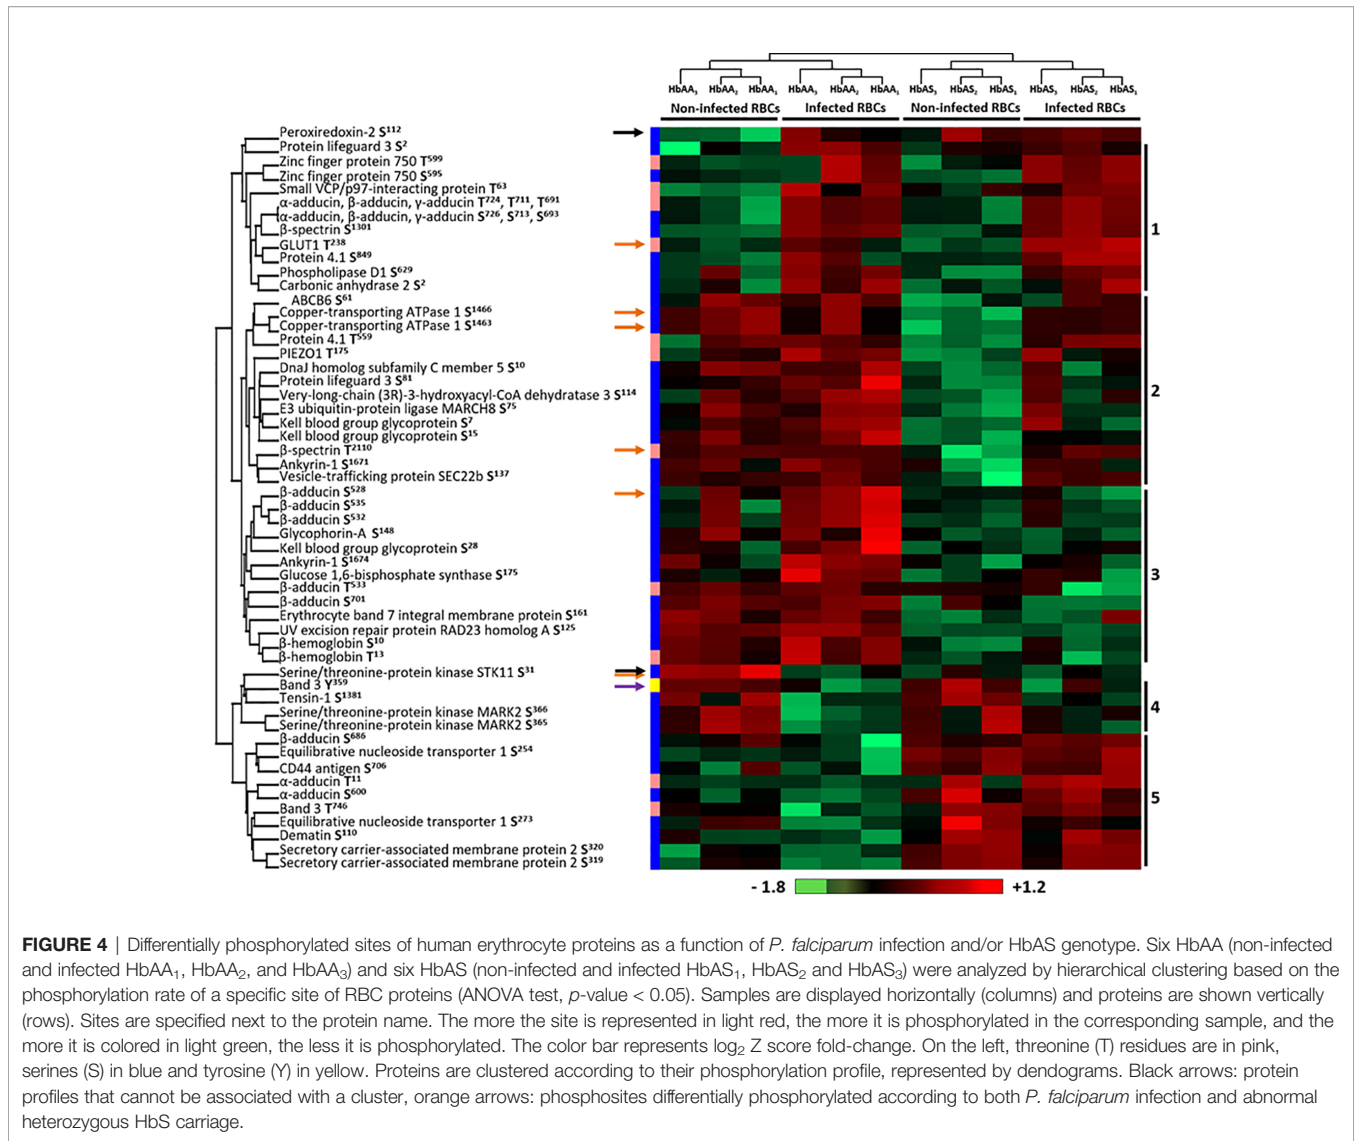 HbAA₃ HbAA₂ HbAA₁ HbAA₃ HbAA₂ HbAA₁ HbAS₃ HbAS₂ HbAS₁ HbAS₃ HbAS₂ HbAS₁
Non-infected RBCs Infected RBCs Non-infected RBCs Infected RBCs
Peroxiredoxin-2 S¹¹²
Protein lifeguard 3 S²
Zinc finger protein 750 T⁵⁹⁹
Zinc finger protein 750 S⁵⁹⁵
Small VCP/p97-interacting protein T⁶³
α-adducin, β-adducin, γ-adducin T⁷²⁴, T⁷¹¹, T⁶⁹¹
α-adducin, β-adducin, γ-adducin S⁷²⁶, S⁷¹³, S⁶⁹³
β-spectrin S¹³⁰¹
1
GLUT1 T²³⁸
Protein 4.1 S⁸⁴⁹
Phospholipase D1 S⁶²⁹
Carbonic anhydrase 2 S²
ABCB6 S⁶¹
Copper-transporting ATPase 1 S¹⁴⁶⁶
Copper-transporting ATPase 1 S¹⁴⁶³
Protein 4.1 T⁵⁵⁹
PIEZO1 T¹⁷⁵
DnaJ homolog subfamily C member 5 S¹⁰
Protein lifeguard 3 S⁸¹
2
Very-long-chain (3R)-3-hydroxyacyl-CoA dehydratase 3 S¹¹⁴
E3 ubiquitin-protein ligase MARCH8 S⁷⁵
Kell blood group glycoprotein S⁷
Kell blood group glycoprotein S¹⁵
β-spectrin T²¹¹⁰
Ankyrin-1 S¹⁶⁷¹
Vesicle-trafficking protein SEC22b S¹³⁷
β-adducin S⁵²⁸
β-adducin S⁵³⁵
β-adducin S⁵³²
Glycophorin-A S¹⁴⁸
Kell blood group glycoprotein S²⁸
Ankyrin-1 S¹⁶⁷⁴
Glucose 1,6-bisphosphate synthase S¹⁷⁵
3
β-adducin T⁵³³
β-adducin S⁷⁰¹
Erythrocyte band 7 integral membrane protein S¹⁶¹
UV excision repair protein RAD23 homolog A S¹²⁵
β-hemoglobin S¹⁰
β-hemoglobin T¹³
Serine/threonine-protein kinase STK11 S³¹
Band 3 Y³⁵⁹
Tensin-1 S¹³⁸¹
4
Serine/threonine-protein kinase MARK2 S³⁶⁶
Serine/threonine-protein kinase MARK2 S³⁶⁵
β-adducin S⁶⁸⁶
Equilibrative nucleoside transporter 1 S²⁵⁴
CD44 antigen S⁷⁰⁶
α-adducin T¹¹
α-adducin S⁶⁰⁰
5
Band 3 T⁷⁴⁶
Equilibrative nucleoside transporter 1 S²⁷³
Dematin S¹¹⁰
Secretory carrier-associated membrane protein 2 S³²⁰
Secretory carrier-associated membrane protein 2 S³¹⁹
- 1.8 +1.2
FIGURE 4 | Differentially phosphorylated sites of human erythrocyte proteins as a function of P. falciparum infection and/or HbAS genotype. Six HbAA (non-infected
and infected HbAA₁, HbAA₂, and HbAA₃) and six HbAS (non-infected and infected HbAS₁, HbAS₂ and HbAS₃) were analyzed by hierarchical clustering based on the
phosphorylation rate of a specific site of RBC proteins (ANOVA test, p-value < 0.05). Samples are displayed horizontally (columns) and proteins are shown vertically
(rows). Sites are specified next to the protein name. The more the site is represented in light red, the more it is phosphorylated in the corresponding sample, and the
more it is colored in light green, the less it is phosphorylated. The color bar represents log₂ Z score fold-change. On the left, threonine (T) residues are in pink,
serines (S) in blue and tyrosine (Y) in yellow. Proteins are clustered according to their phosphorylation profile, represented by dendograms. Black arrows: protein
profiles that cannot be associated with a cluster, orange arrows: phosphosites differentially phosphorylated according to both P. falciparum infection and abnormal
heterozygous HbS carriage.